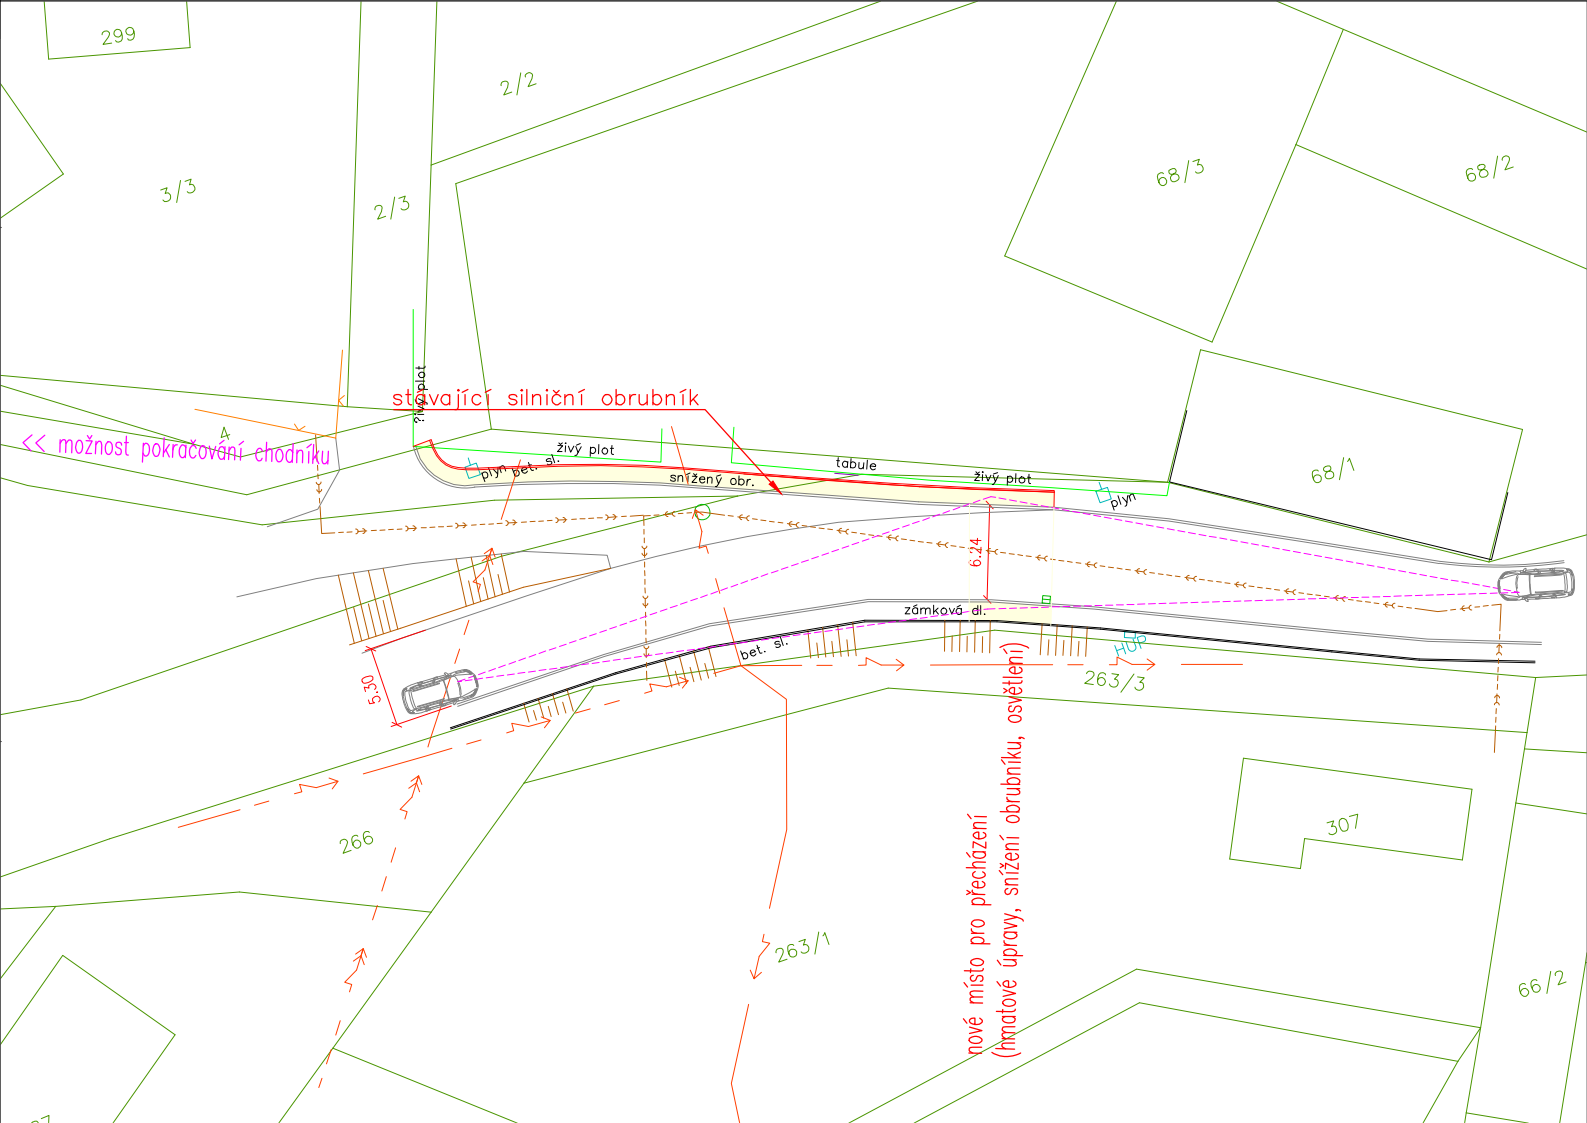 299
2/2
3/3
2/3
68/3
68/2
živý plot
stávající silniční obrubník
4
<< možnost pokračování chodníku
živý plot
plyn
bet. sl.
snížený obr.
tabule
živý plot
plyn
68/1
6.24
zámková dl.
bet. sl.
HUP
263/3
5.30
266
307
nové místo pro přecházení
(hmatové úpravy, snížení obrubníku, osvětlení)
263/1
66/2